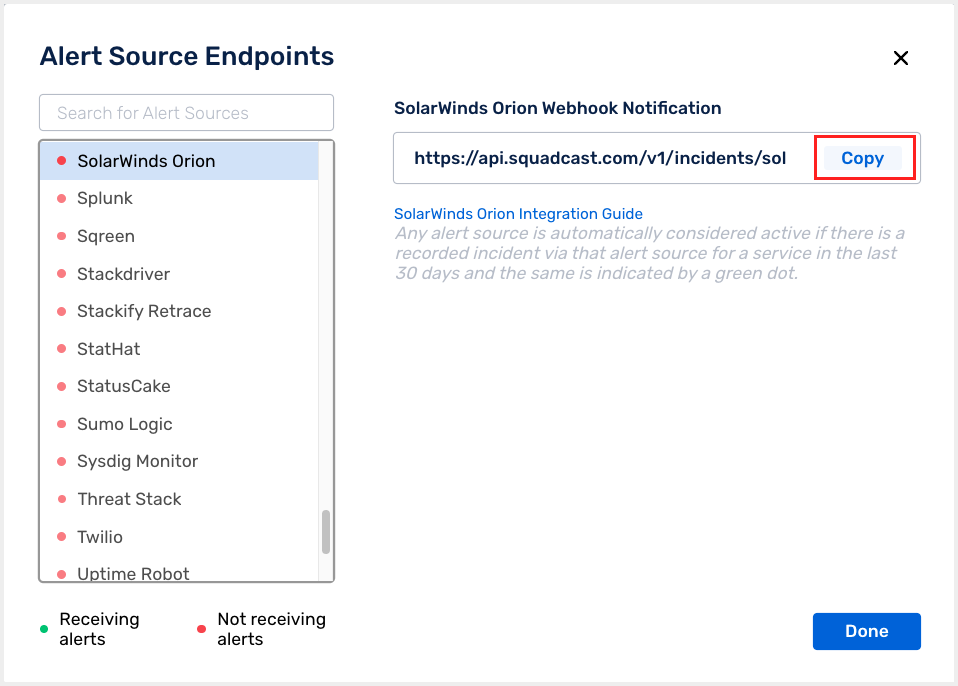 Alert Source Endpoints
Search for Alert Sources
SolarWinds Orion
Splunk
Sqreen
Stackdriver
Stackify Retrace
StatHat
StatusCake
Sumo Logic
Sysdig Monitor
Threat Stack
Twilio
Uptime Robot
Receiving
alerts
Not receiving
alerts
SolarWinds Orion Webhook Notification
https://api.squadcast.com/v1/incidents/sol
Copy
SolarWinds Orion Integration Guide
Any alert source is automatically considered active if there is a
recorded incident via that alert source for a service in the last
30 days and the same is indicated by a green dot.
Done